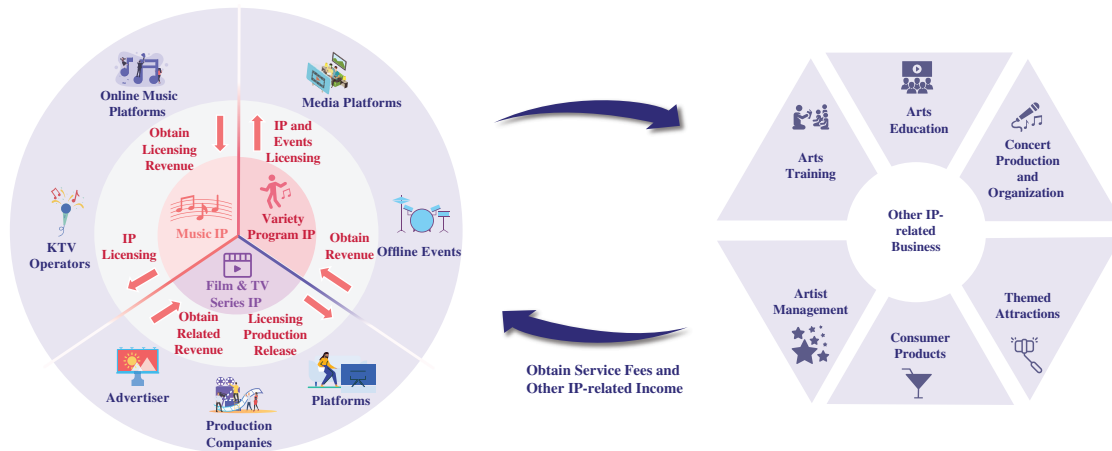 Online Music
Platforms
Media Platforms
Obtain
Licensing
Revenue
IP and
Events
Licensing
Music IP
Variety
Program IP
KTV
Operators
IP
Licensing
Obtain
Revenue
Offline Events
Film & TV
Series IP
Obtain
Related
Revenue
Licensing
Production
Release
Advertiser
Production
Companies
Platforms
Obtain Service Fees and
Other IP-related Income
Arts
Education
Arts
Training
Concert
Production
and
Organization
Other IP-
related
Business
Artist
Management
Consumer
Products
Themed
Attractions